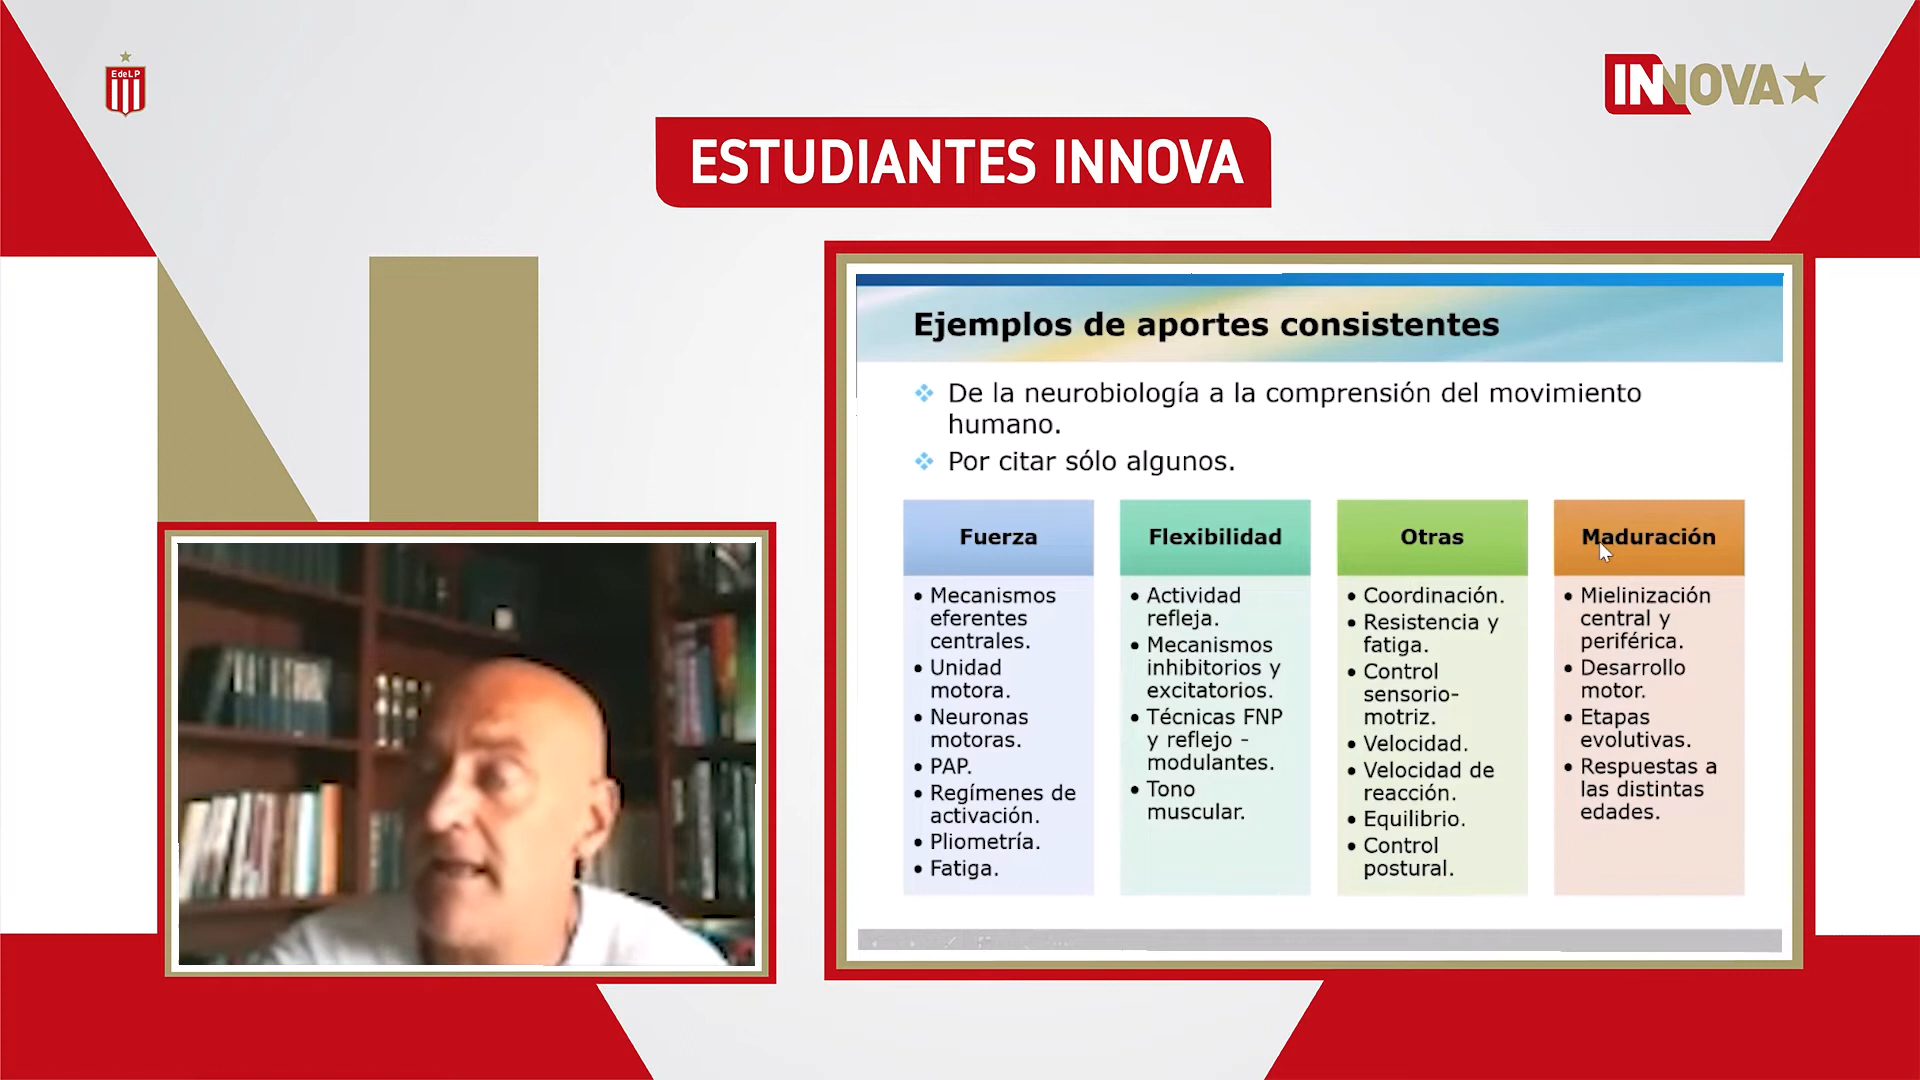 EdeLP
INNOVA
ESTUDIANTES INNOVA
Ejemplos de aportes consistentes
De la neurobiología a la comprensión del movimiento
humano.
Por citar sólo algunos.
Fuerza
• Mecanismos
eferentes
centrales.
• Unidad
motora.
• Neuronas
motoras.
• PAP.
• Regímenes de
activación.
• Pliometría.
• Fatiga.
Flexibilidad
• Actividad
refleja.
• Mecanismos
inhibitorios y
excitatorios.
• Técnicas FNP
y reflejo -
modulantes.
• Tono
muscular.
Otras
• Coordinación.
• Resistencia y
fatiga.
• Control
sensorio-
motriz.
• Velocidad.
• Velocidad de
reacción.
• Equilibrio.
• Control
postural.
Maduración
• Mielinización
central y
periférica.
• Desarrollo
motor.
• Etapas
evolutivas.
• Respuestas a
las distintas
edades.